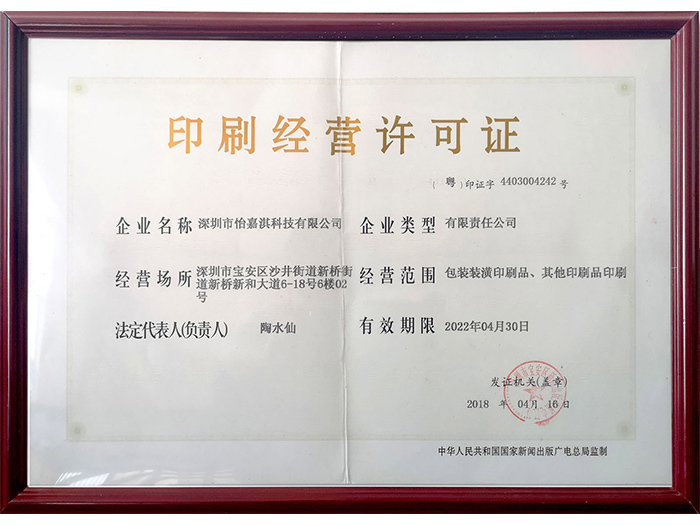 印刷经营许可证
(粤)印证字 4403004242 号
企业名称 深圳市怡嘉淇科技有限公司
企业类型 有限责任公司
经营场所 深圳市宝安区沙井街道新桥街
道新桥新和大道6-18号6楼02
号
经营范围 包装装潢印刷品、其他印刷品印刷
法定代表人(负责人) 陶水仙
有效期限 2022年04月30日
发证机关(盖章)
2018 年 04月 16日
中华人民共和国国家新闻出版广电总局监制